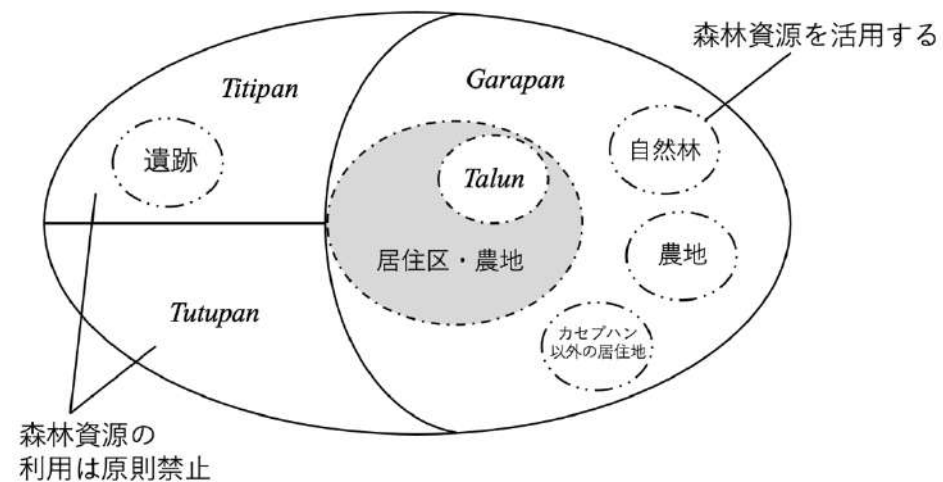 森林資源を活用する
Titipan
Garapan
遺跡
自然林
Talun
農地
居住区・農地
Tutupan
カセプハン
以外の居住地
森林資源の
利用は原則禁止